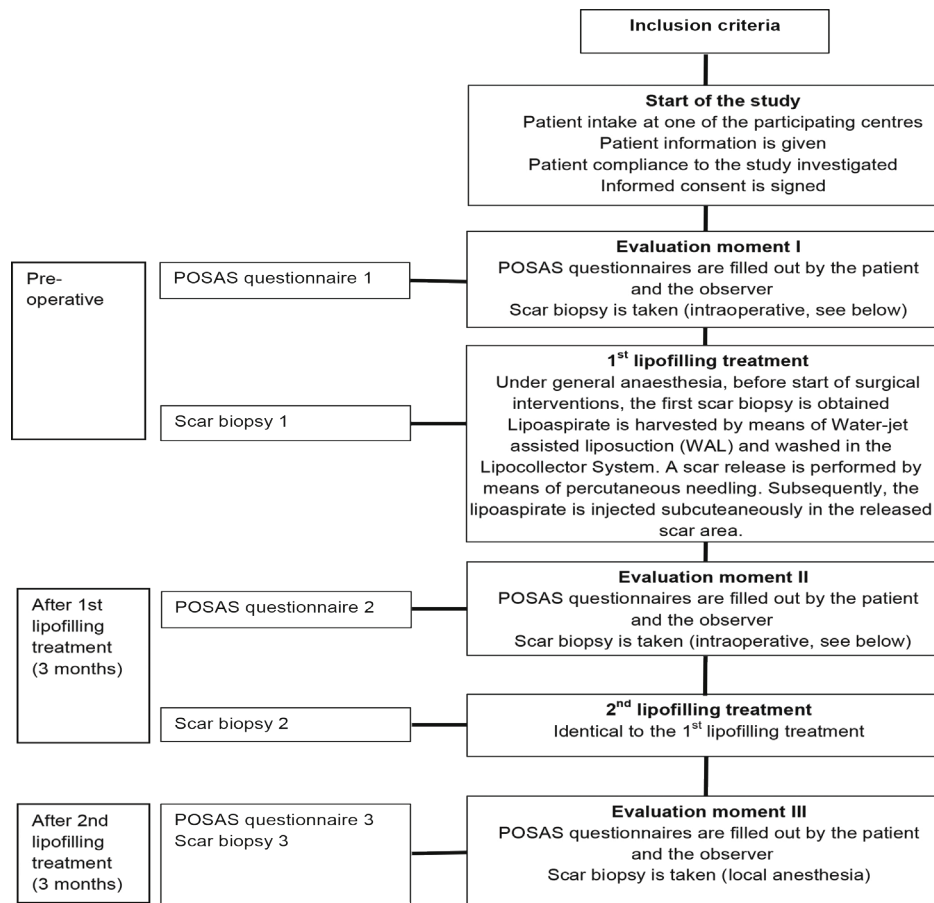 Inclusion criteria
Start of the study
Patient intake at one of the participating centres
Patient information is given
Patient compliance to the study investigated
Informed consent is signed
Pre-
operative
POSAS questionnaire 1
Evaluation moment I
POSAS questionnaires are filled out by the patient
and the observer
Scar biopsy is taken (intraoperative, see below)
Scar biopsy 1
1st lipofilling treatment
Under general anaesthesia, before start of surgical
interventions, the first scar biopsy is obtained
Lipoaspirate is harvested by means of Water-jet
assisted liposuction (WAL) and washed in the
Lipocollector System. A scar release is performed by
means of percutaneous needling. Subsequently, the
lipoaspirate is injected subcuteaneously in the released
scar area.
After 1st
lipofilling
treatment
(3 months)
POSAS questionnaire 2
Evaluation moment II
POSAS questionnaires are filled out by the patient
and the observer
Scar biopsy is taken (intraoperative, see below)
Scar biopsy 2
2nd lipofilling treatment
Identical to the 1st lipofilling treatment
After 2nd
lipofilling
treatment
(3 months)
POSAS questionnaire 3
Scar biopsy 3
Evaluation moment III
POSAS questionnaires are filled out by the patient
and the observer
Scar biopsy is taken (local anesthesia)